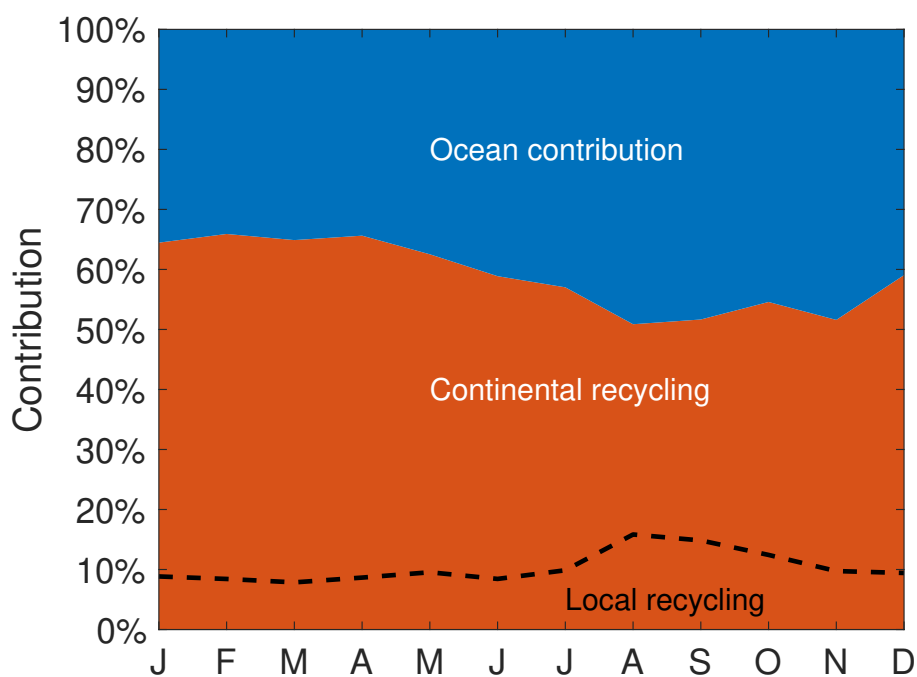 100%
90%
80%
70%
60%
50%
40%
30%
20%
10%
0%
Contribution
Ocean contribution
Continental recycling
Local recycling
J F M A M J J A S O N D